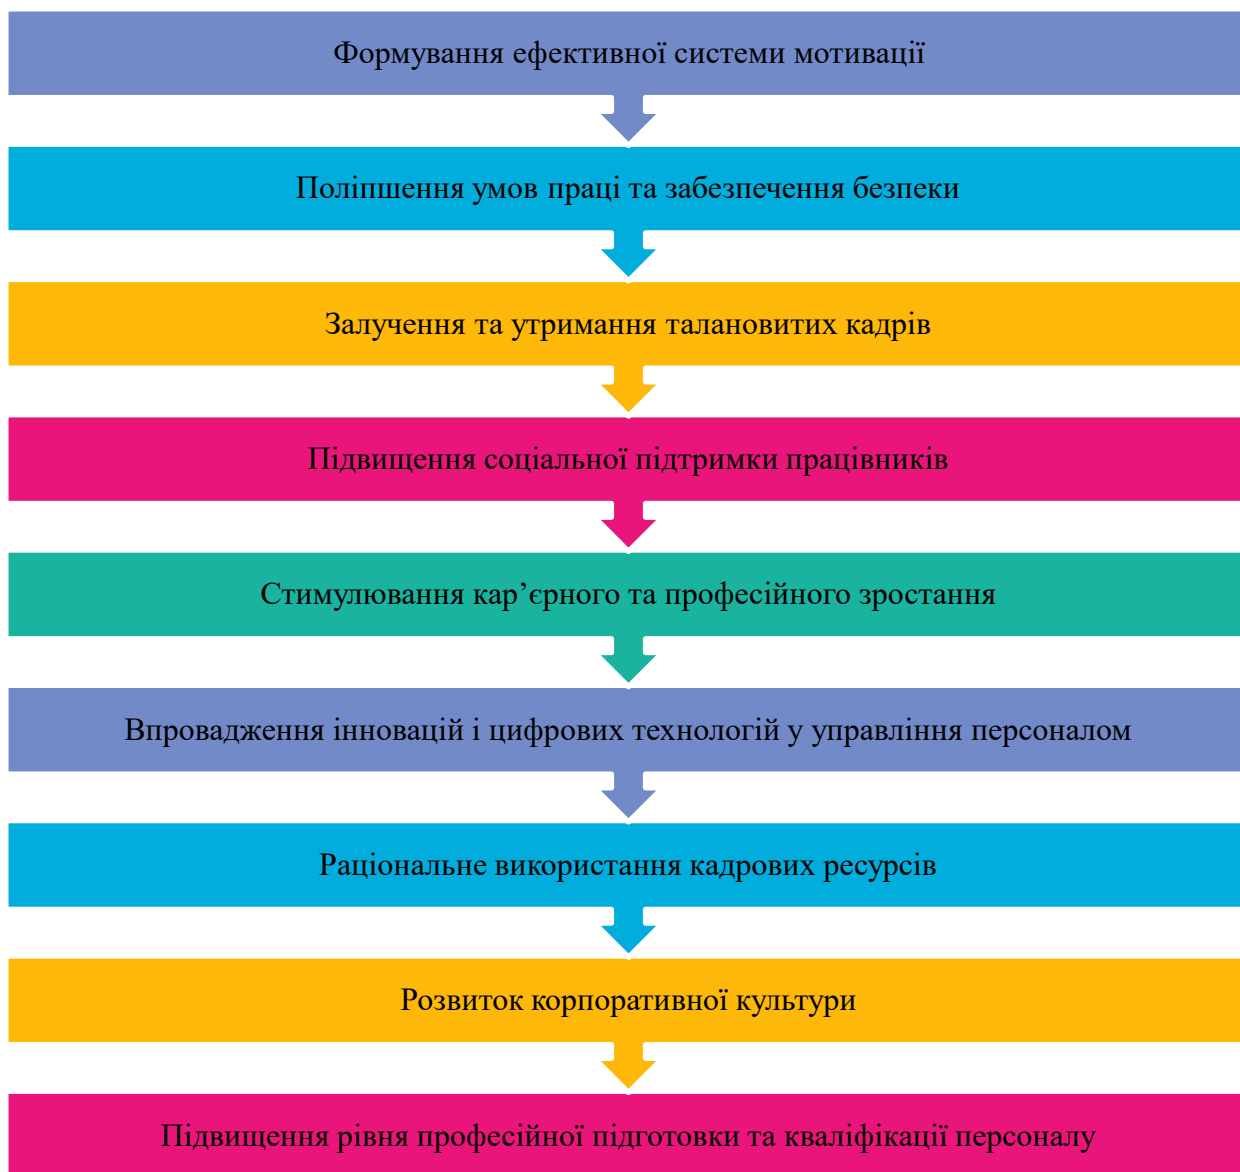 Формування ефективної системи мотивації
Поліпшення умов праці та забезпечення безпеки
Залучення та утримання талановитих кадрів
Підвищення соціальної підтримки працівників
Стимулювання кар’єрного та професійного зростання
Впровадження інновацій і цифрових технологій у управління персоналом
Раціональне використання кадрових ресурсів
Розвиток корпоративної культури
Підвищення рівня професійної підготовки та кваліфікації персоналу